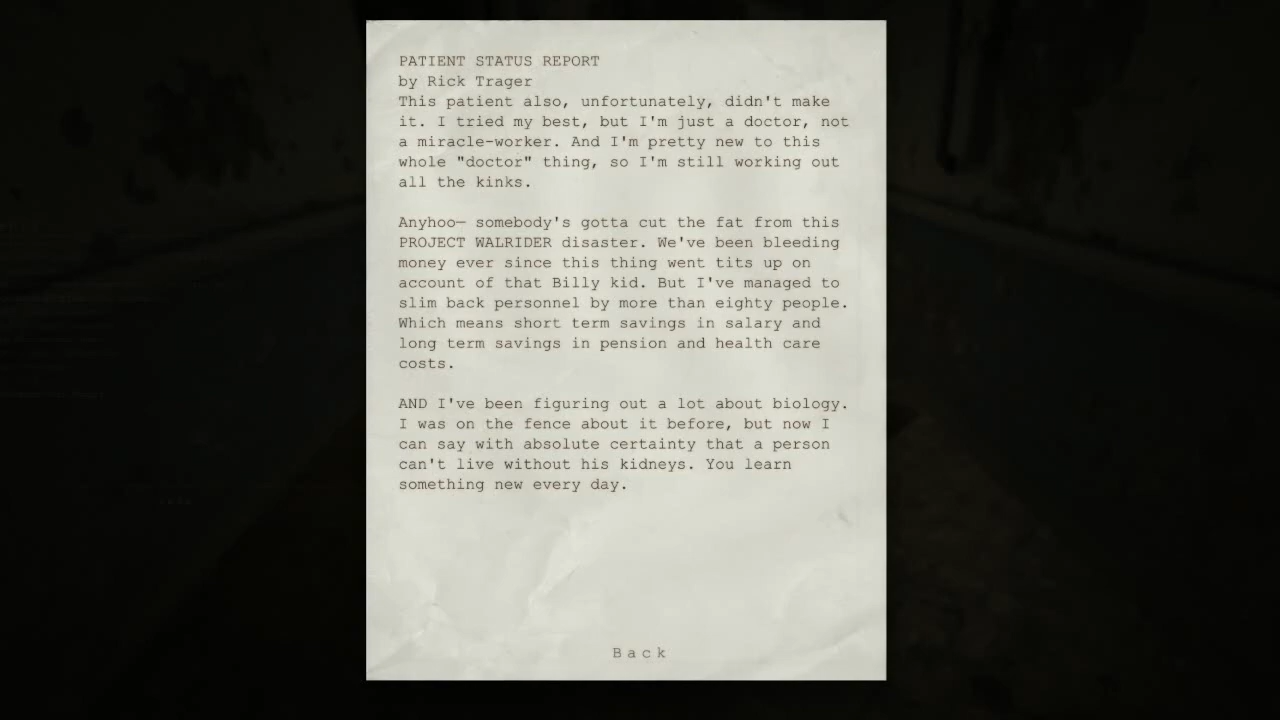 PATIENT STATUS REPORT
by Rick Trager
This patient also, unfortunately, didn't make
it. I tried my best, but I'm just a doctor, not
a miracle-worker. And I'm pretty new to this
whole "doctor" thing, so I'm still working out
all the kinks.
Anyhoo— somebody's gotta cut the fat from this
PROJECT WALRIDER disaster. We've been bleeding
money ever since this thing went tits up on
account of that Billy kid. But I've managed to
slim back personnel by more than eighty people.
Which means short term savings in salary and
long term savings in pension and health care
costs.
AND I've been figuring out a lot about biology.
I was on the fence about it before, but now I
can say with absolute certainty that a person
can't live without his kidneys. You learn
something new every day.
Back